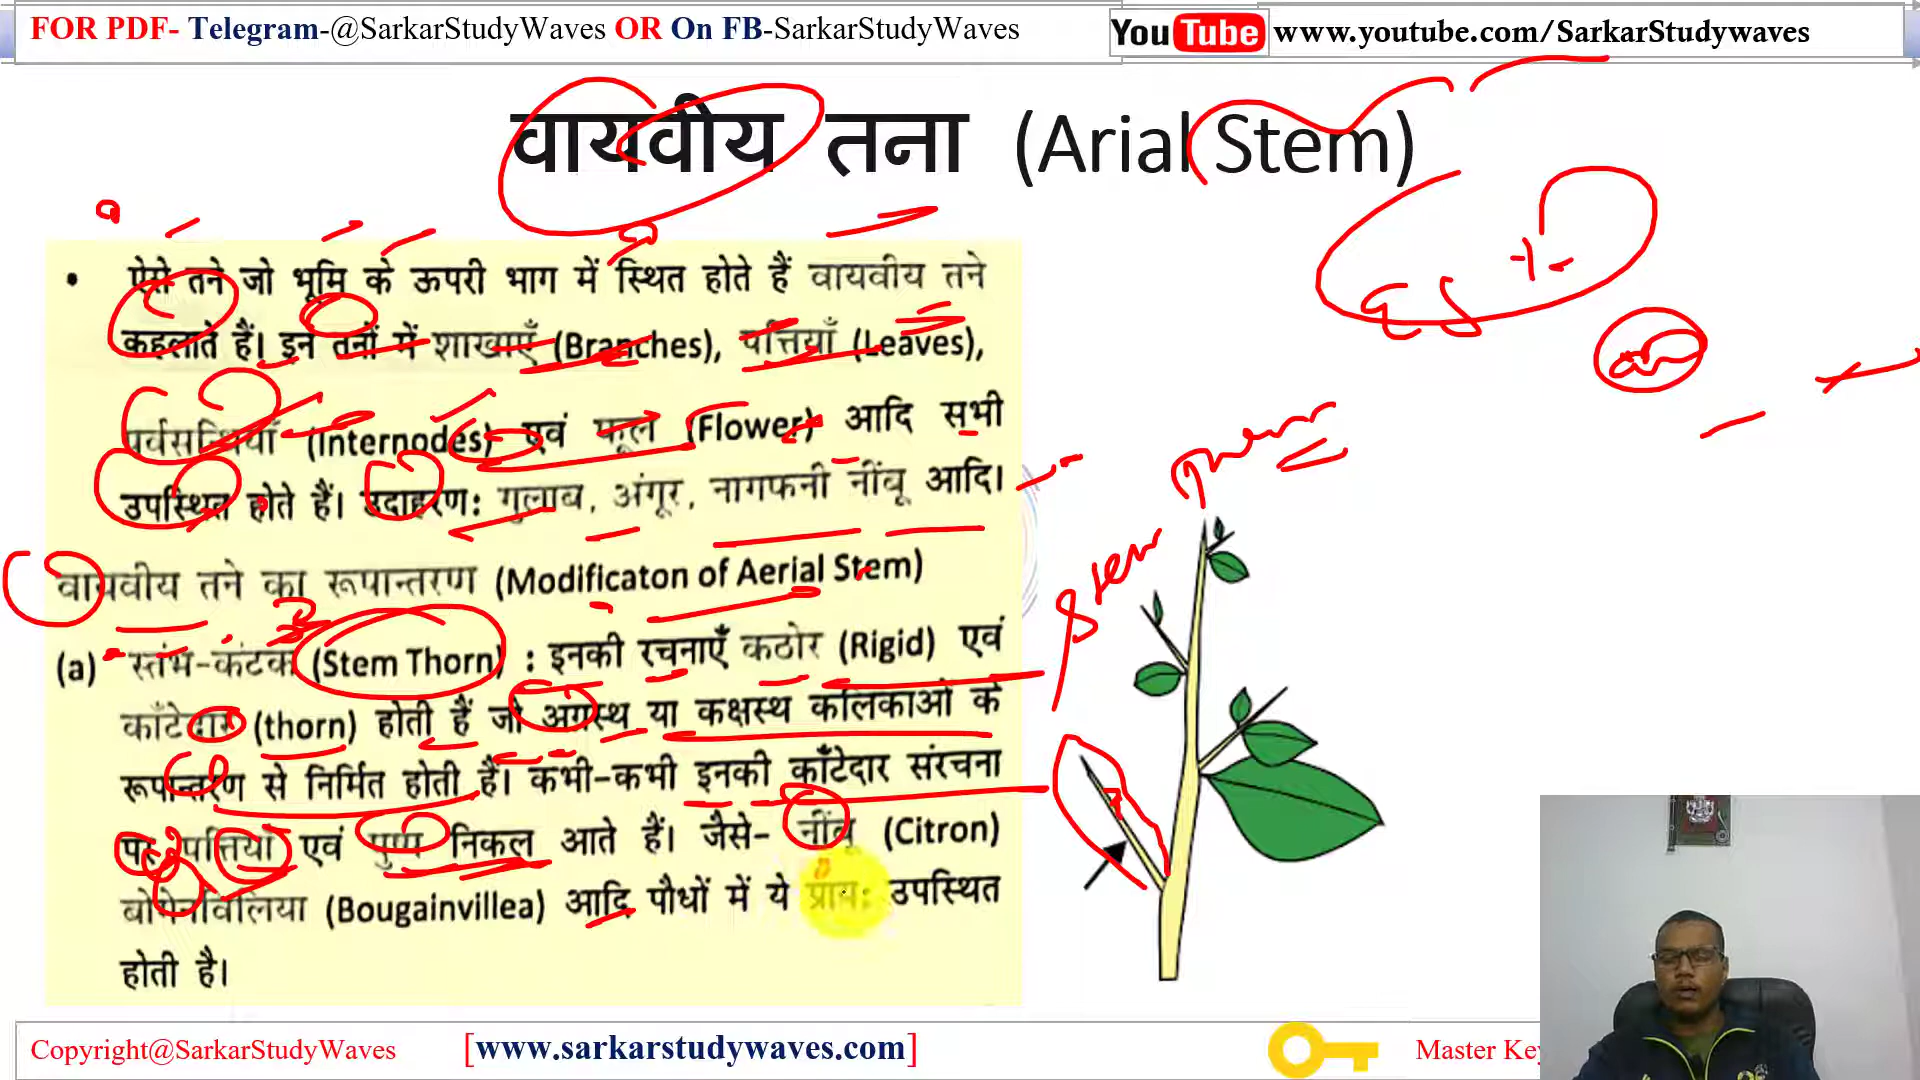 FOR PDF- Telegram-@SarkarStudyWaves OR On FB-SarkarStudyWaves
YouTube www.youtube.com/SarkarStudywaves
वायवीय तना (Arial Stem)
• ऐसे तने जो भूमि के ऊपरी भाग में स्थित होते हैं वायवीय तने
कहलाते हैं। इन तनों में शाखाएँ (Branches), पत्तियाँ (Leaves),
पर्वसन्धियाँ (Internodes) एवं फूल (Flower) आदि सभी
उपस्थित होते हैं। उदाहरण: गुलाब, अंगूर, नागफनी नींबू आदि।
वायवीय तने का रूपान्तरण (Modificaton of Aerial Stem)
(a) स्तंभ-कंटक (Stem Thorn) : इनकी रचनाएँ कठोर (Rigid) एवं
काँटेदार (thorn) होती हैं जो अग्रस्थ या कक्षस्थ कलिकाओं के
रूपान्तरण से निर्मित होती हैं। कभी-कभी इनकी काँटेदार संरचना
पर पत्तियाँ एवं पुष्प निकल आते हैं। जैसे- नींबू (Citron)
बोगेनविलिया (Bougainvillea) आदि पौधों में ये प्राय: उपस्थित
होती है।
Stem
Copyright@SarkarStudyWaves
[www.sarkarstudywaves.com]
Master Key